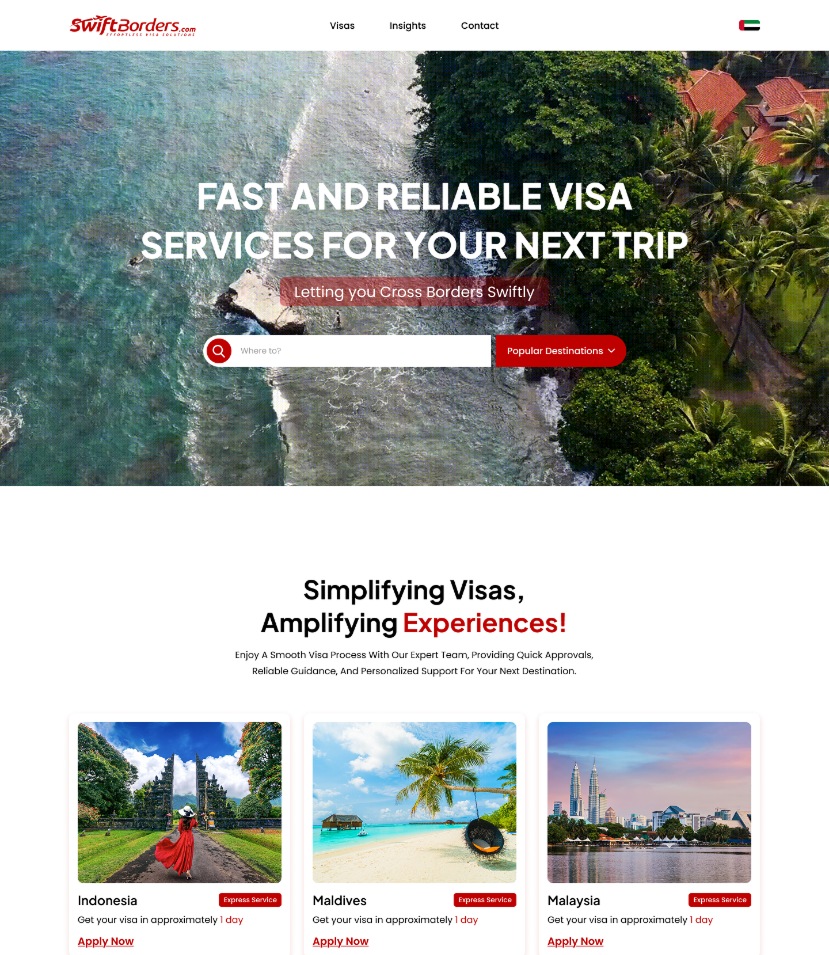 SwiftBorders.com
EFFORTLESS VISA SOLUTIONS
Visas Insights Contact
FAST AND RELIABLE VISA
SERVICES FOR YOUR NEXT TRIP
Letting you Cross Borders Swiftly
Where to?
Popular Destinations
Simplifying Visas,
Amplifying Experiences!
Enjoy A Smooth Visa Process With Our Expert Team, Providing Quick Approvals,
Reliable Guidance, And Personalized Support For Your Next Destination.
Indonesia Express Service
Get your visa in approximately 1 day
Apply Now
Maldives Express Service
Get your visa in approximately 1 day
Apply Now
Malaysia Express Service
Get your visa in approximately 1 day
Apply Now